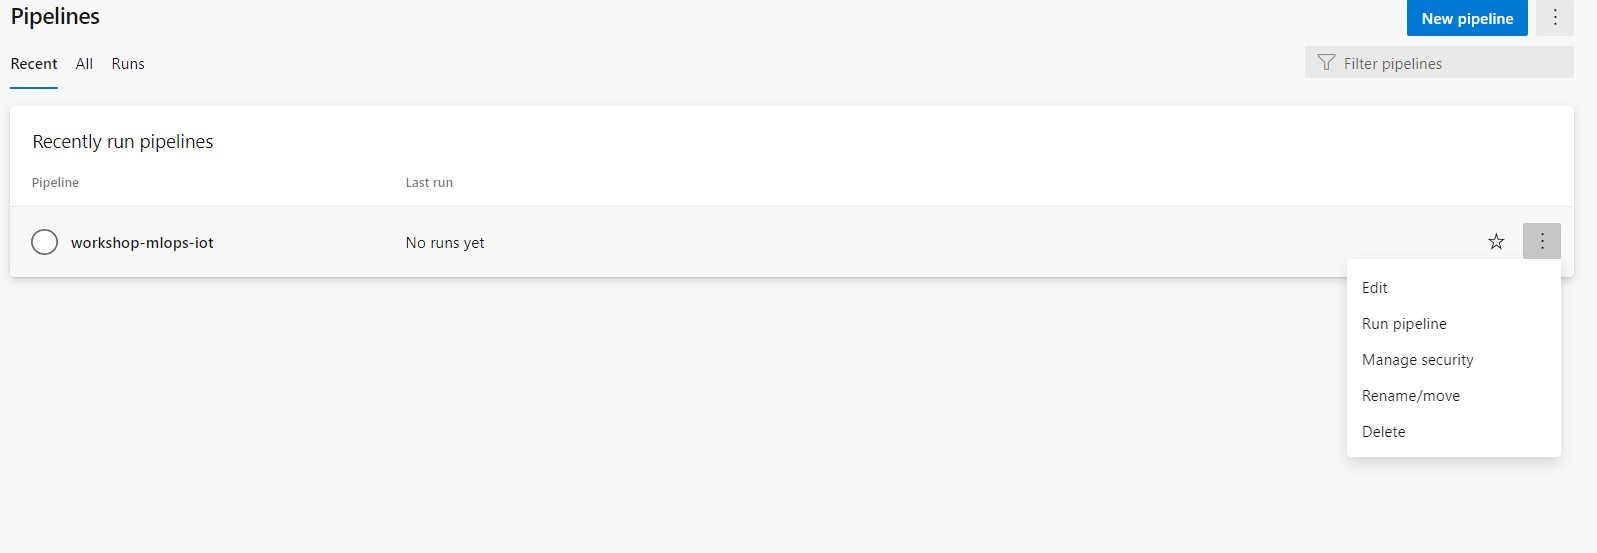 Pipelines
New pipeline
Recent All Runs
Filter pipelines
Recently run pipelines
Pipeline Last run
workshop-mlops-iot No runs yet
Edit
Run pipeline
Manage security
Rename/move
Delete